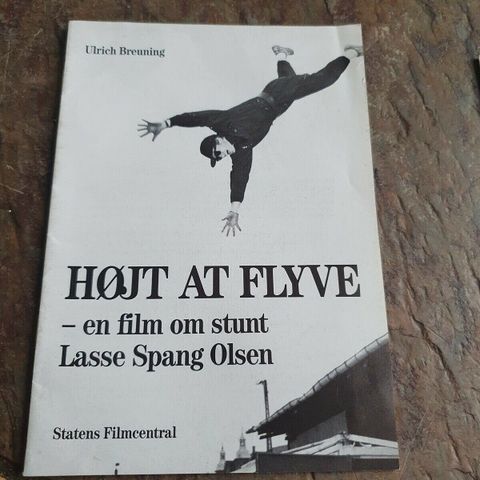 Ulrich Breuning
HØJT AT FLYVE
– en film om stunt
Lasse Spang Olsen
Statens Filmcentral